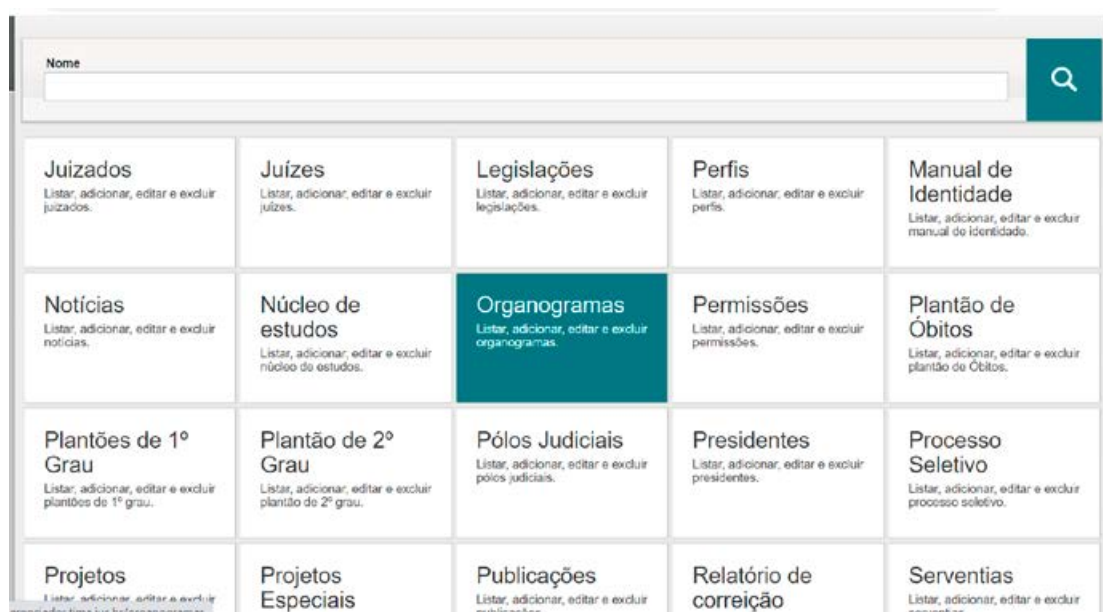 Nome
Juizados
Listar, adicionar, editar e excluir
juizados.
Juízes
Listar, adicionar, editar e excluir
juízes.
Legislações
Listar, adicionar, editar e excluir
legislações.
Perfis
Listar, adicionar, editar e excluir
perfis.
Manual de
Identidade
Listar, adicionar, editar e excluir
manual de identidade.
Notícias
Listar, adicionar, editar e excluir
notícias.
Núcleo de
estudos
Listar, adicionar, editar e excluir
núcleo de estudos.
Organogramas
Listar, adicionar, editar e excluir
organogramas.
Permissões
Listar, adicionar, editar e excluir
permissões.
Plantão de
Óbitos
Listar, adicionar, editar e excluir
plantão de Óbitos.
Plantões de 1º
Grau
Listar, adicionar, editar e excluir
plantões de 1º grau.
Plantão de 2º
Grau
Listar, adicionar, editar e excluir
plantão de 2º grau.
Pólos Judiciais
Listar, adicionar, editar e excluir
pólos judiciais.
Presidentes
Listar, adicionar, editar e excluir
presidentes.
Processo
Seletivo
Listar, adicionar, editar e excluir
processo seletivo.
Projetos
Listar, adicionar, editar e excluir
Projetos
Especiais
Publicações
Listar, adicionar, editar e excluir
publicações.
Relatório de
correição
Serventias
Listar, adicionar, editar e excluir
serventias.